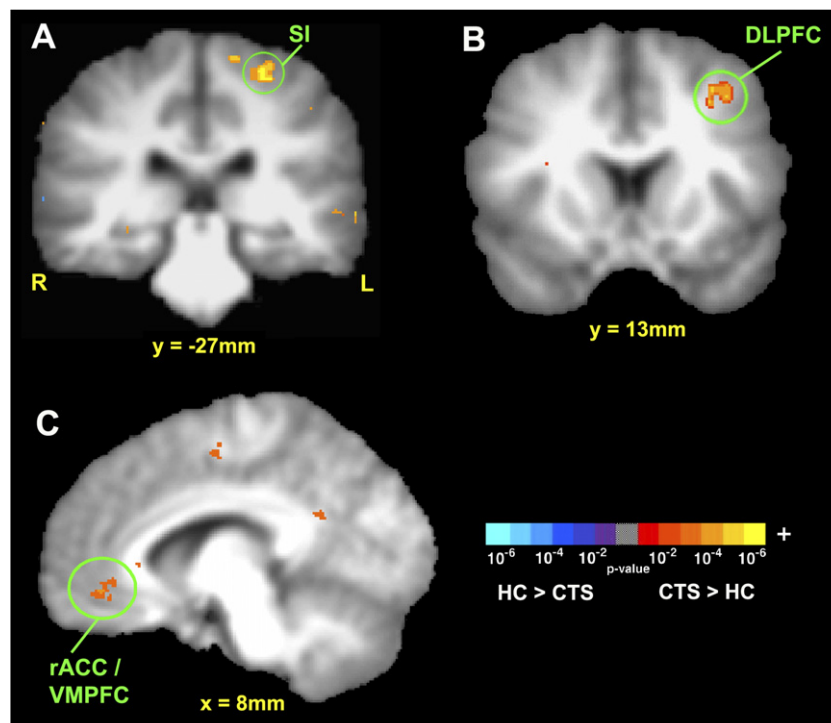 A
SI
R
L
y = -27mm
B
DLPFC
y = 13mm
C
rACC /
VMPFC
x = 8mm
+
10-6 10-4 10-2 10-2 10-4 10-6
p-value
HC > CTS CTS > HC